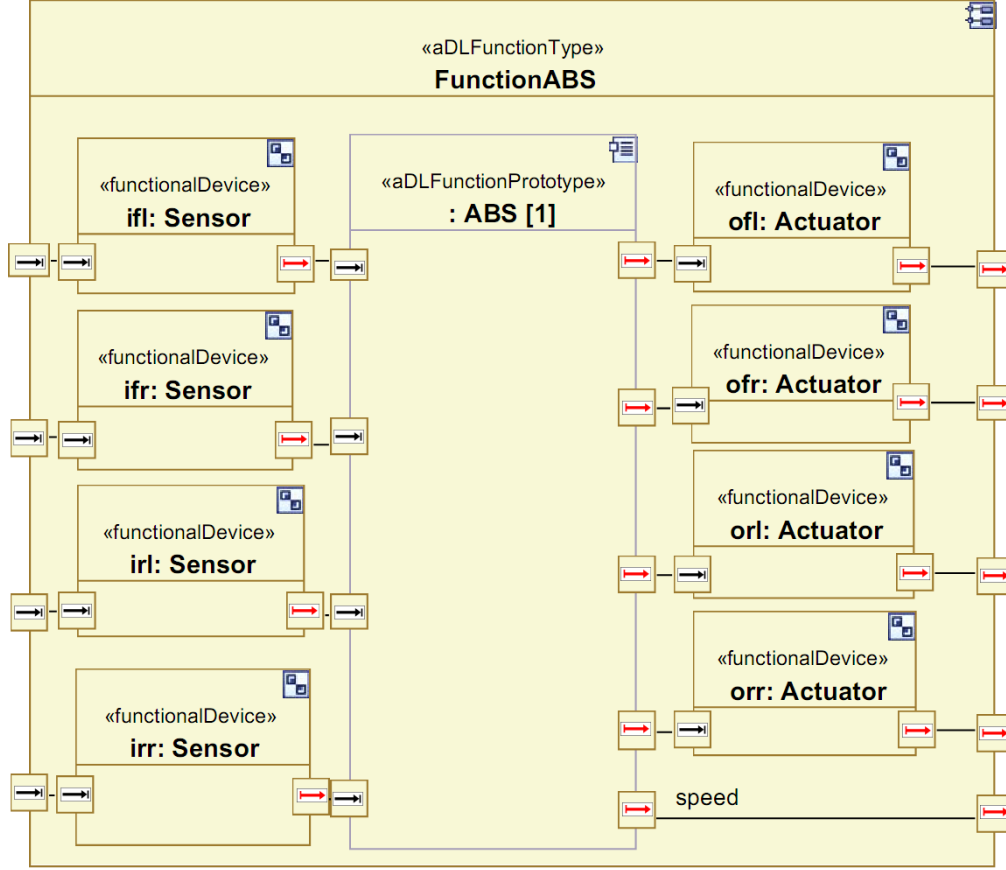 «aDLFunctionType»
FunctionABS
«functionalDevice»
ifl: Sensor
«aDLFunctionPrototype»
: ABS [1]
«functionalDevice»
ofl: Actuator
«functionalDevice»
ifr: Sensor
«functionalDevice»
ofr: Actuator
«functionalDevice»
irl: Sensor
«functionalDevice»
orl: Actuator
«functionalDevice»
irr: Sensor
«functionalDevice»
orr: Actuator
speed